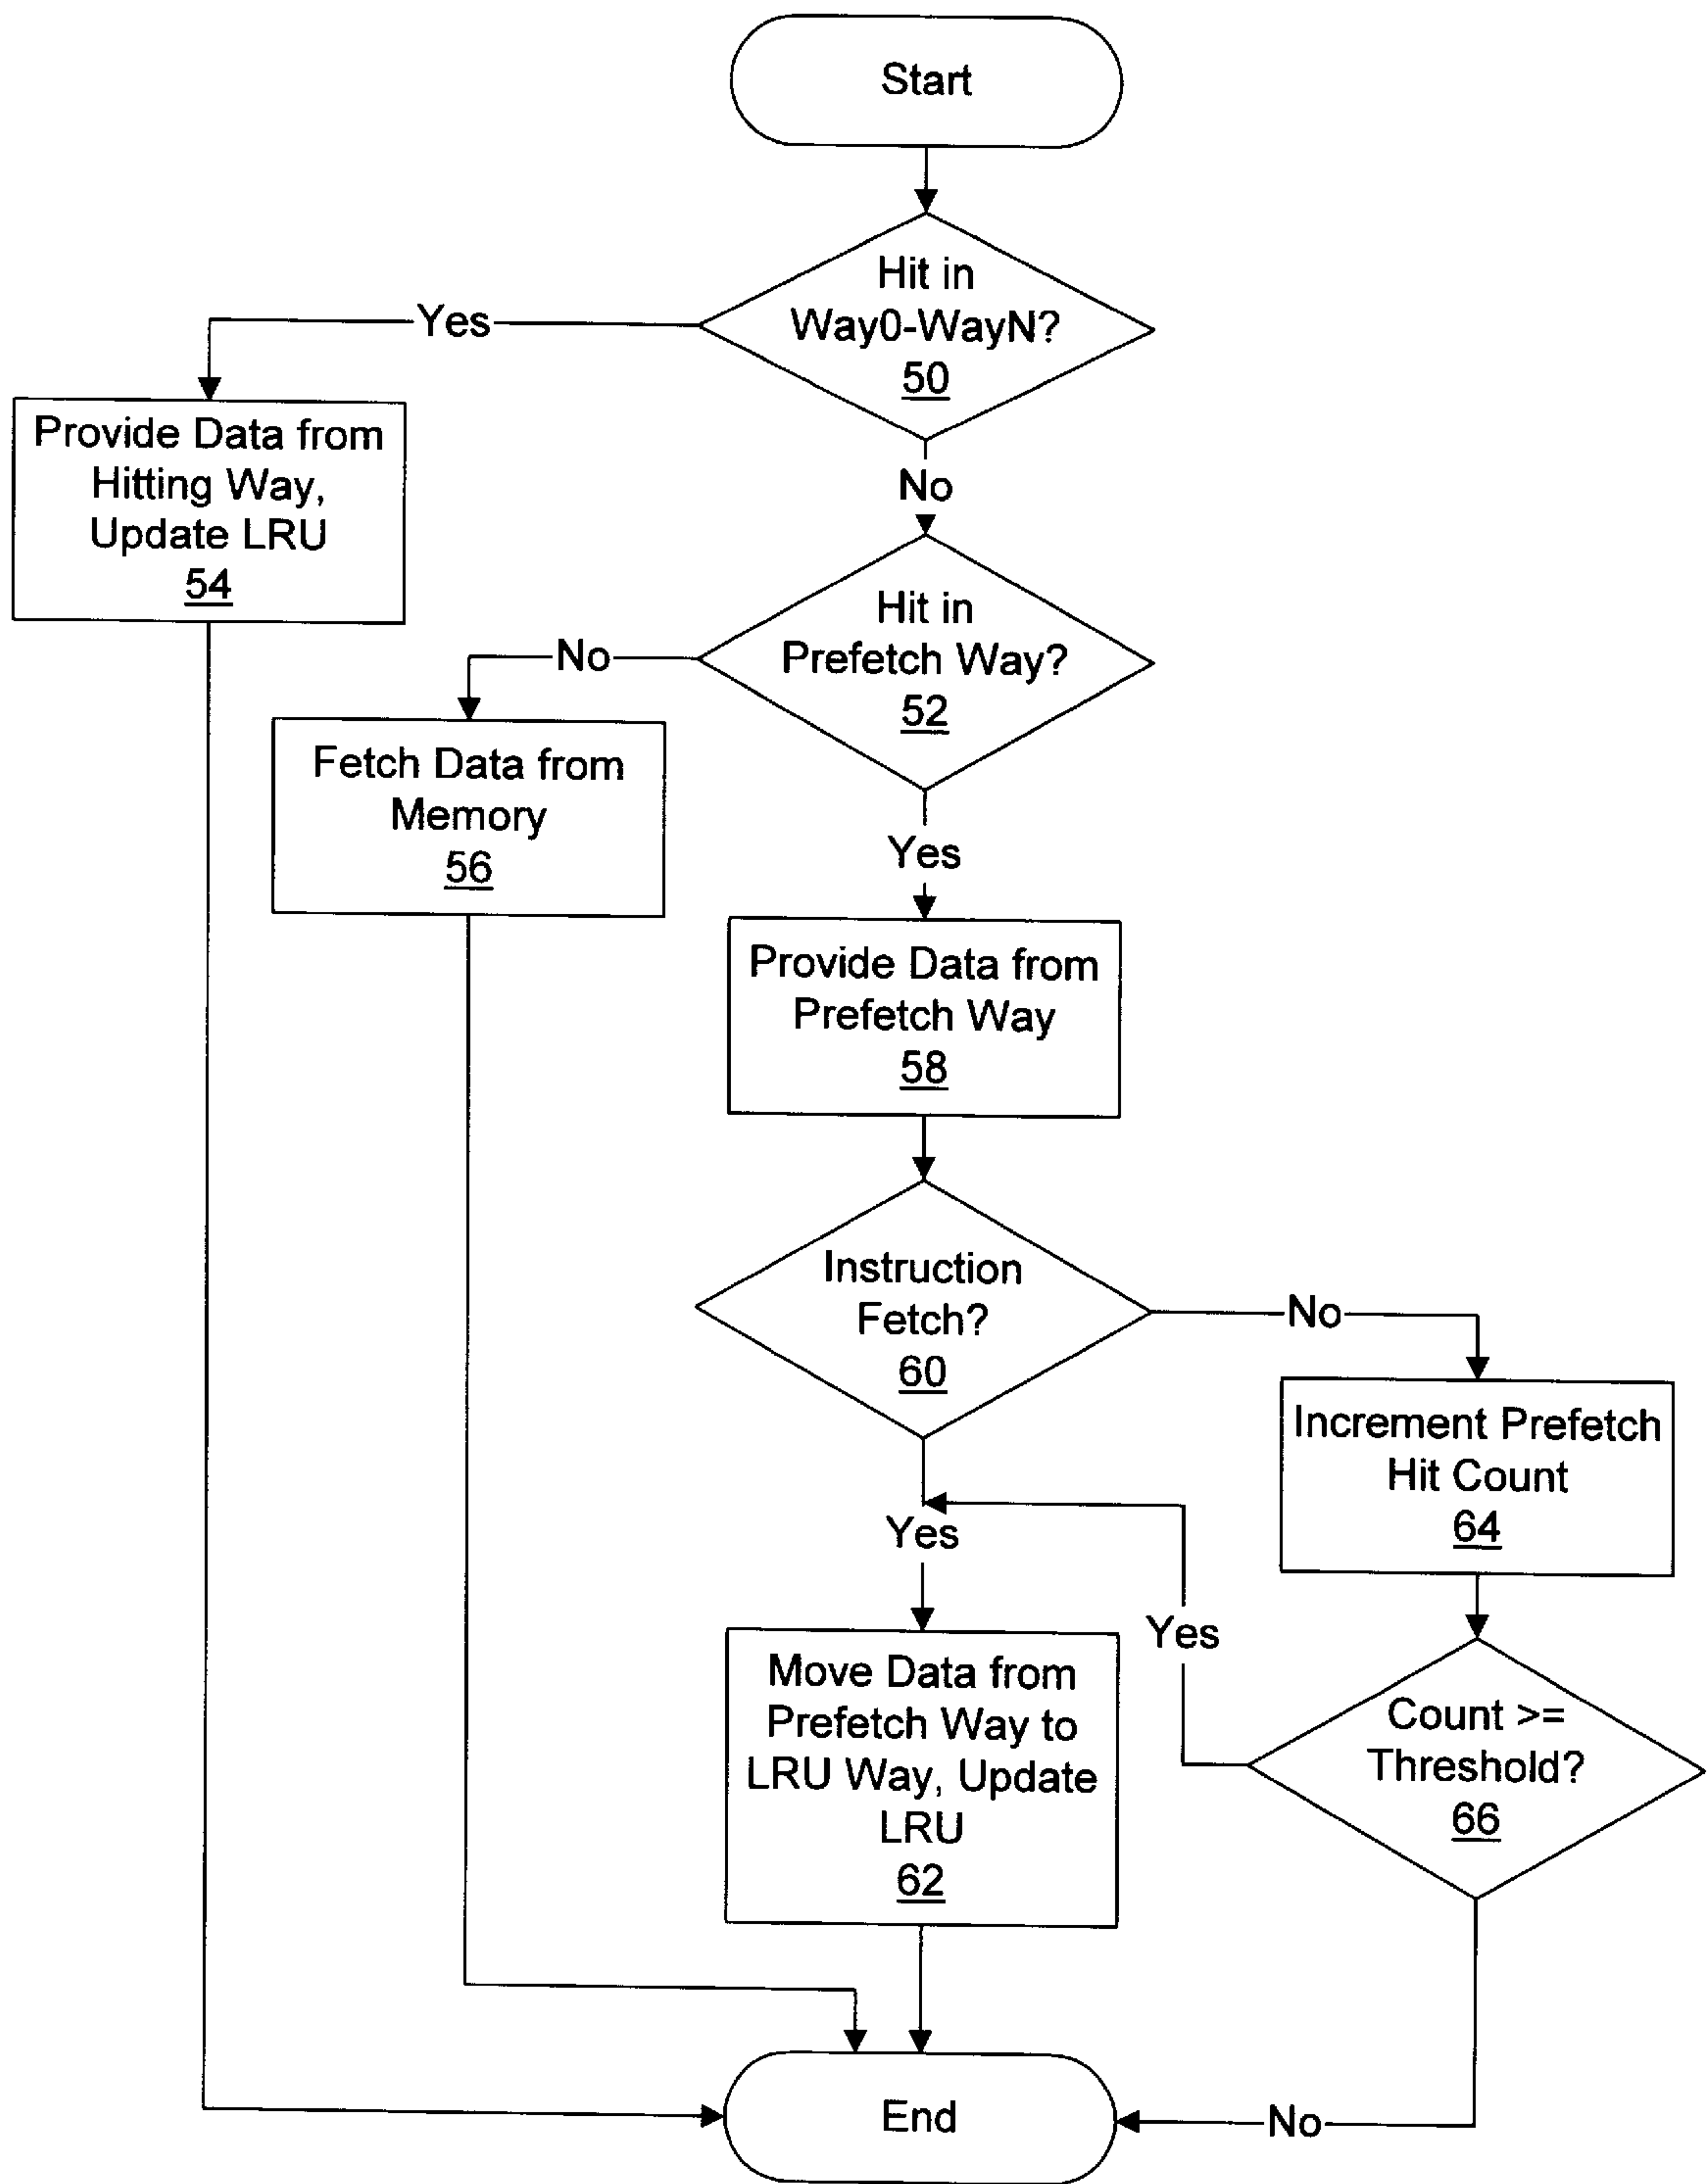 Start
Hit in
Way0-WayN?
50
Yes
Provide Data from
Hitting Way,
Update LRU
54
No
Hit in
Prefetch Way?
52
No
Fetch Data from
Memory
56
Yes
Provide Data from
Prefetch Way
58
Instruction
Fetch?
60
No
Increment Prefetch
Hit Count
64
Yes
Yes
Move Data from
Prefetch Way to
LRU Way, Update
LRU
62
Count >=
Threshold?
66
End
No